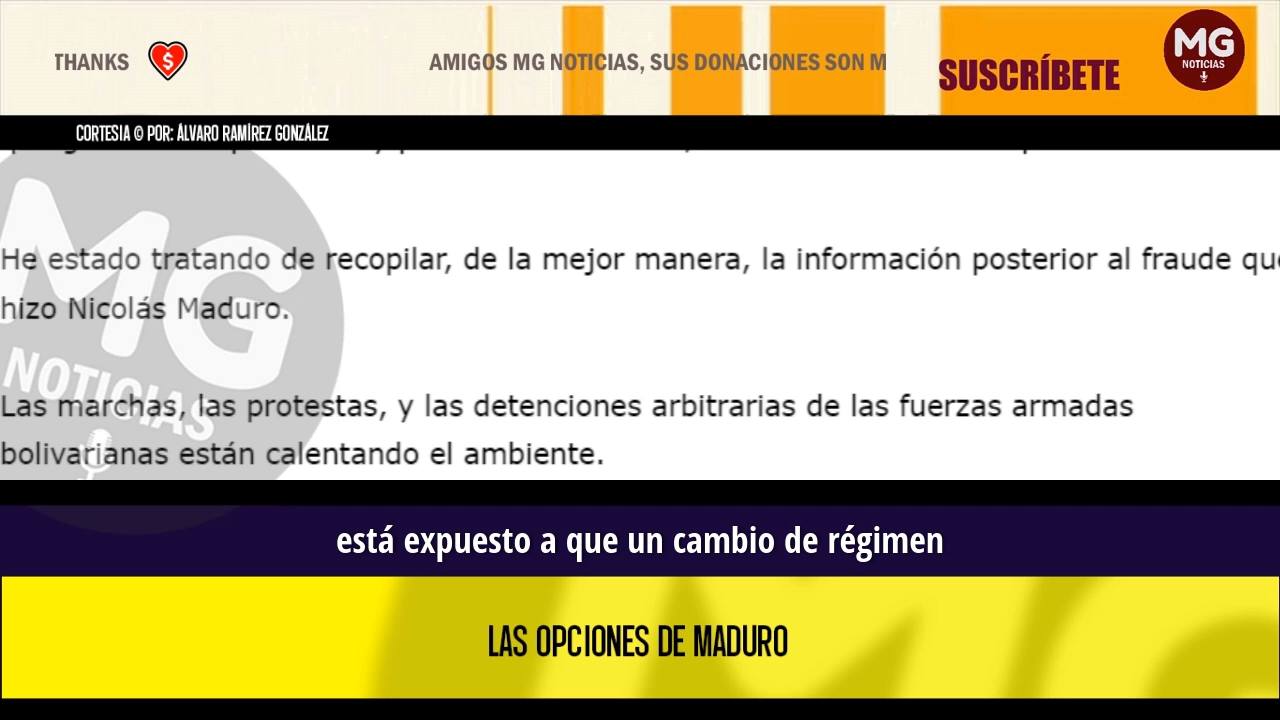 THANKS
AMIGOS MG NOTICIAS, SUS DONACIONES SON M
SUSCRÍBETE
MG
NOTICIAS
CORTESIA © POR: ÁLVARO RAMÍREZ GONZÁLEZ
He estado tratando de recopilar, de la mejor manera, la información posterior al fraude que
hizo Nicolás Maduro.
MG
NOTICIAS
Las marchas, las protestas, y las detenciones arbitrarias de las fuerzas armadas
bolivarianas están calentando el ambiente.
está expuesto a que un cambio de régimen
LAS OPCIONES DE MADURO